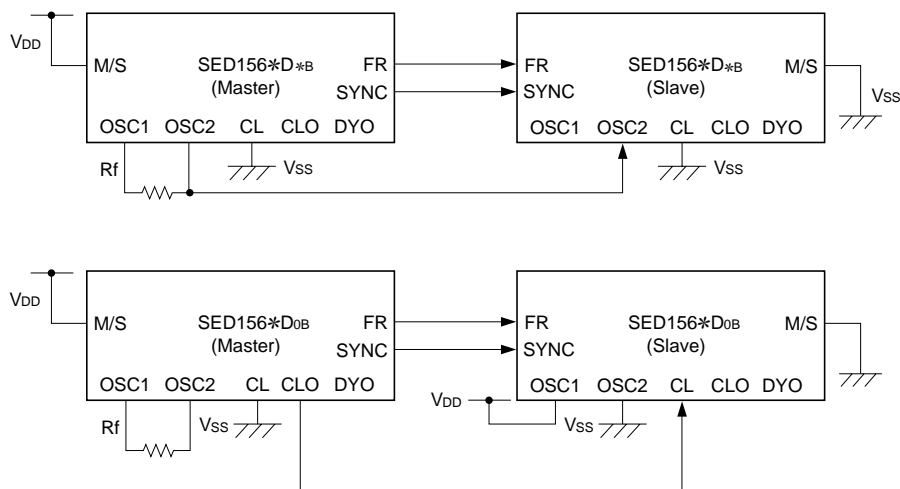 VDD
M/S SED156*D*B FR FR SED156*D*B M/S
(Master) SYNC SYNC (Slave) VSS
OSC1 OSC2 CL CLO DYO OSC1 OSC2 CL CLO DYO
Rf VSS VSS
VDD
M/S SED156*D0B FR FR SED156*D0B M/S
(Master) SYNC SYNC (Slave)
OSC1 OSC2 CL CLO DYO OSC1 OSC2 CL CLO DYO
VDD
Rf VSS VSS